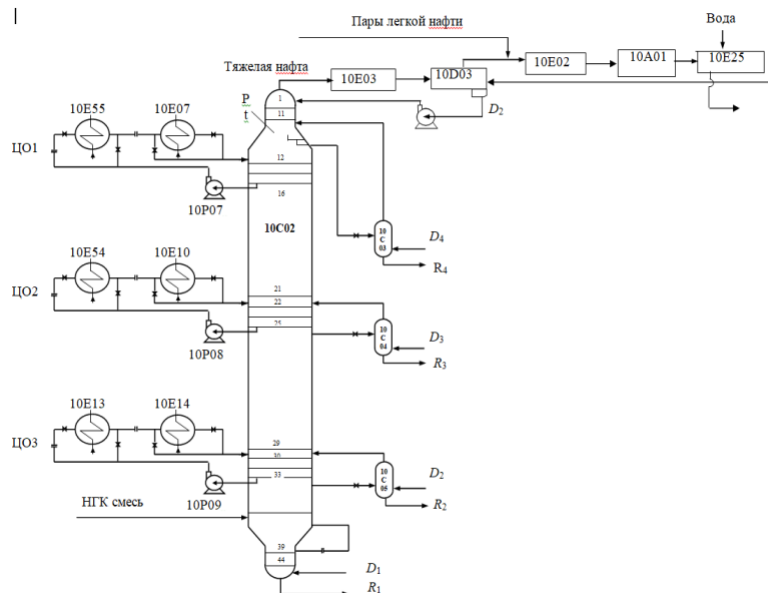 Пары легкой нафти
Вода
Тяжелая нафта
10E03
10D03
10E02
10A01
10E25
10E55
10E07
P
t
1
11
D₂
ЦО1
12
16
10P07
10C02
10
C
03
D₄
R₄
10E54
10E10
ЦО2
21
22
25
10P08
10
C
04
D₃
R₃
10E13
10E14
ЦО3
29
30
33
10P09
10
C
05
D₂
R₂
НГК смесь
39
44
D₁
R₁